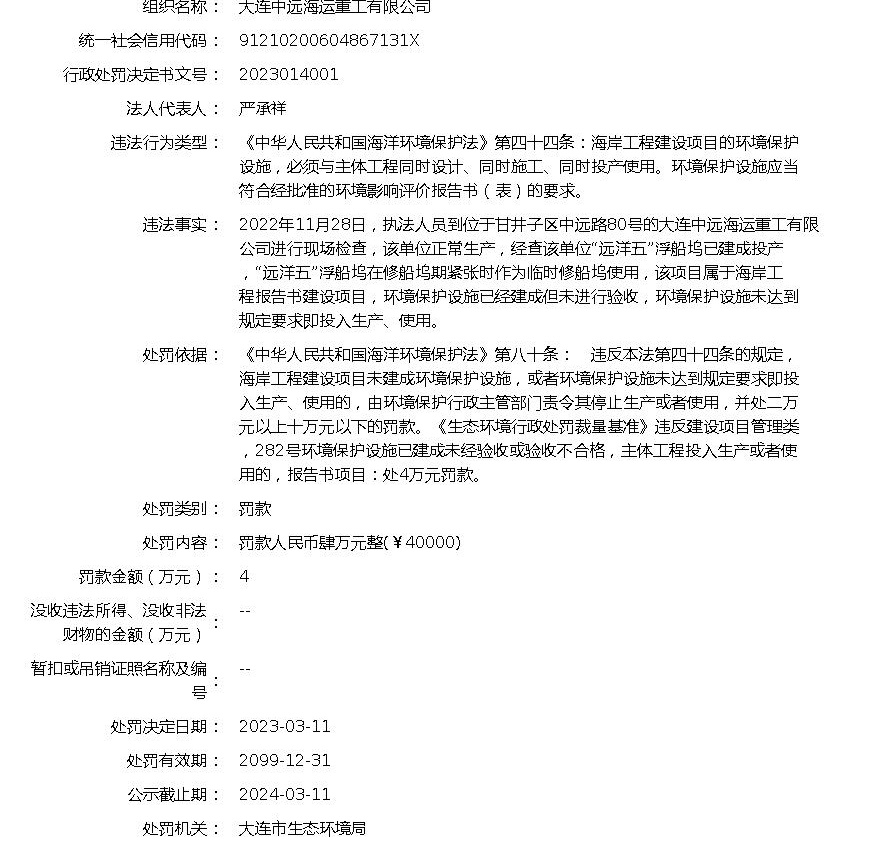 组织名称： 大连中远海运重工有限公司
统一社会信用代码： 91210200604867131X
行政处罚决定书文号： 2023014001
法人代表人： 严承祥
违法行为类型： 《中华人民共和国海洋环境保护法》第四十四条：海岸工程建设项目的环境保护
设施，必须与主体工程同时设计、同时施工、同时投产使用。环境保护设施应当
符合经批准的环境影响评价报告书（表）的要求。
违法事实： 2022年11月28日，执法人员到位于甘井子区中远路80号的大连中远海运重工有限
公司进行现场检查，该单位正常生产，经查该单位“远洋五”浮船坞已建成投产
，“远洋五”浮船坞在修船坞期紧张时作为临时修船坞使用，该项目属于海岸工
程报告书建设项目，环境保护设施已经建成但未进行验收，环境保护设施未达到
规定要求即投入生产、使用。
处罚依据： 《中华人民共和国海洋环境保护法》第八十条： 违反本法第四十四条的规定，
海岸工程建设项目未建成环境保护设施，或者环境保护设施未达到规定要求即投
入生产、使用的，由环境保护行政主管部门责令其停止生产或者使用，并处二万
元以上十万元以下的罚款。《生态环境行政处罚裁量基准》违反建设项目管理类
，282号环境保护设施已建成未经验收或验收不合格，主体工程投入生产或者使
用的，报告书项目：处4万元罚款。
处罚类别： 罚款
处罚内容： 罚款人民币肆万元整(￥40000)
罚款金额（万元）： 4
没收违法所得、没收非法
财物的金额（万元）： --
暂扣或吊销证照名称及编
号： --
处罚决定日期： 2023-03-11
处罚有效期： 2099-12-31
公示截止期： 2024-03-11
处罚机关： 大连市生态环境局